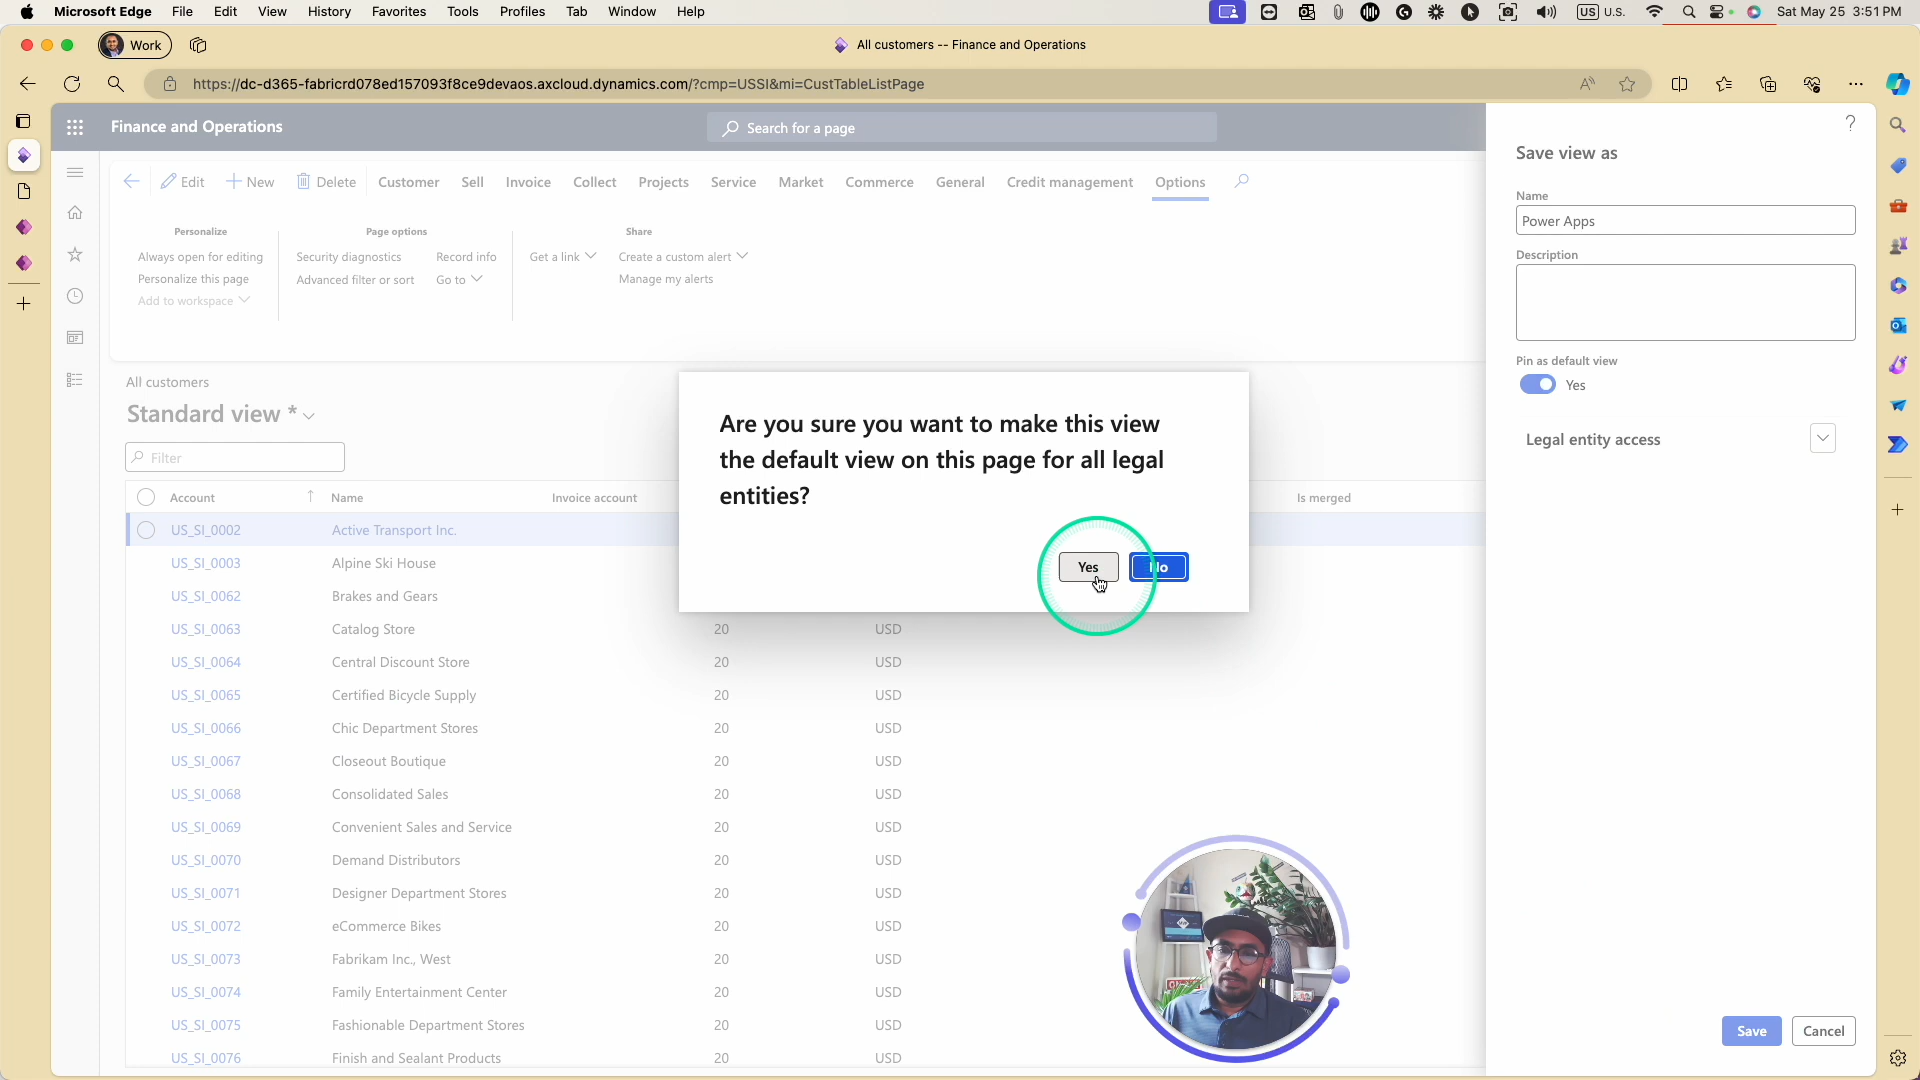 Microsoft Edge File Edit View History Favorites Tools Profiles Tab Window Help
US U.S. Sat May 25 3:51 PM
Work
All customers -- Finance and Operations
https://dc-d365-fabricrd078ed157093f8ce9devaos.axcloud.dynamics.com/?cmp=USSI&mi=CustTableListPage
Finance and Operations
Search for a page
Edit New Delete Customer Sell Invoice Collect Projects Service Market Commerce General Credit management Options
Personalize
Always open for editing
Personalize this page
Add to workspace
Page options
Security diagnostics Record info
Advanced filter or sort Go to
Share
Get a link Create a custom alert
Manage my alerts
All customers
Standard view *
Filter
Account Name Invoice account Is merged
US_SI_0002 Active Transport Inc.
US_SI_0003 Alpine Ski House
US_SI_0062 Brakes and Gears
US_SI_0063 Catalog Store 20 USD
US_SI_0064 Central Discount Store 20 USD
US_SI_0065 Certified Bicycle Supply 20 USD
US_SI_0066 Chic Department Stores 20 USD
US_SI_0067 Closeout Boutique 20 USD
US_SI_0068 Consolidated Sales 20 USD
US_SI_0069 Convenient Sales and Service 20 USD
US_SI_0070 Demand Distributors 20 USD
US_SI_0071 Designer Department Stores 20 USD
US_SI_0072 eCommerce Bikes 20 USD
US_SI_0073 Fabrikam Inc., West 20 USD
US_SI_0074 Family Entertainment Center 20 USD
US_SI_0075 Fashionable Department Stores 20 USD
US_SI_0076 Finish and Sealant Products 20 USD
Are you sure you want to make this view
the default view on this page for all legal
entities?
Yes No
Save view as
Name
Power Apps
Description
Pin as default view
Yes
Legal entity access
Save Cancel